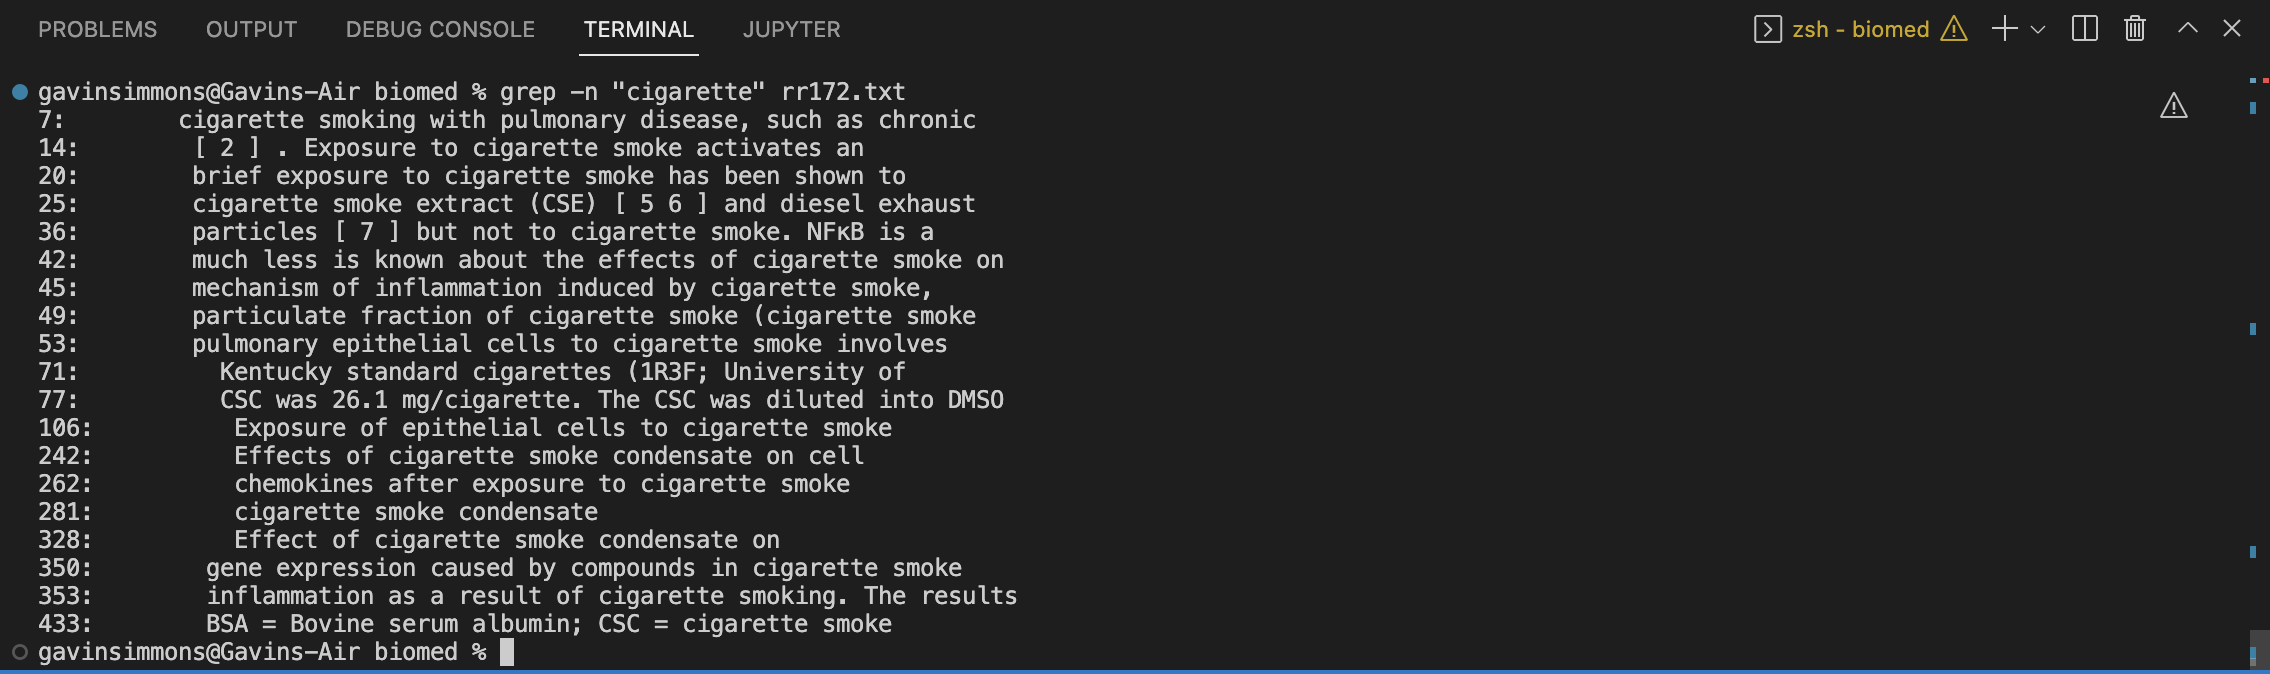 PROBLEMS OUTPUT DEBUG CONSOLE TERMINAL JUPYTER zsh - biomed
gavinsimmons@Gavins-Air biomed % grep -n "cigarette" rr172.txt
7:        cigarette smoking with pulmonary disease, such as chronic
14:        [ 2 ] . Exposure to cigarette smoke activates an
20:        brief exposure to cigarette smoke has been shown to
25:        cigarette smoke extract (CSE) [ 5 6 ] and diesel exhaust
36:        particles [ 7 ] but not to cigarette smoke. NFκB is a
42:        much less is known about the effects of cigarette smoke on
45:        mechanism of inflammation induced by cigarette smoke,
49:        particulate fraction of cigarette smoke (cigarette smoke
53:        pulmonary epithelial cells to cigarette smoke involves
71:          Kentucky standard cigarettes (1R3F; University of
77:          CSC was 26.1 mg/cigarette. The CSC was diluted into DMSO
106:          Exposure of epithelial cells to cigarette smoke
242:          Effects of cigarette smoke condensate on cell
262:          chemokines after exposure to cigarette smoke
281:          cigarette smoke condensate
328:          Effect of cigarette smoke condensate on
350:        gene expression caused by compounds in cigarette smoke
353:        inflammation as a result of cigarette smoking. The results
433:        BSA = Bovine serum albumin; CSC = cigarette smoke
gavinsimmons@Gavins-Air biomed %